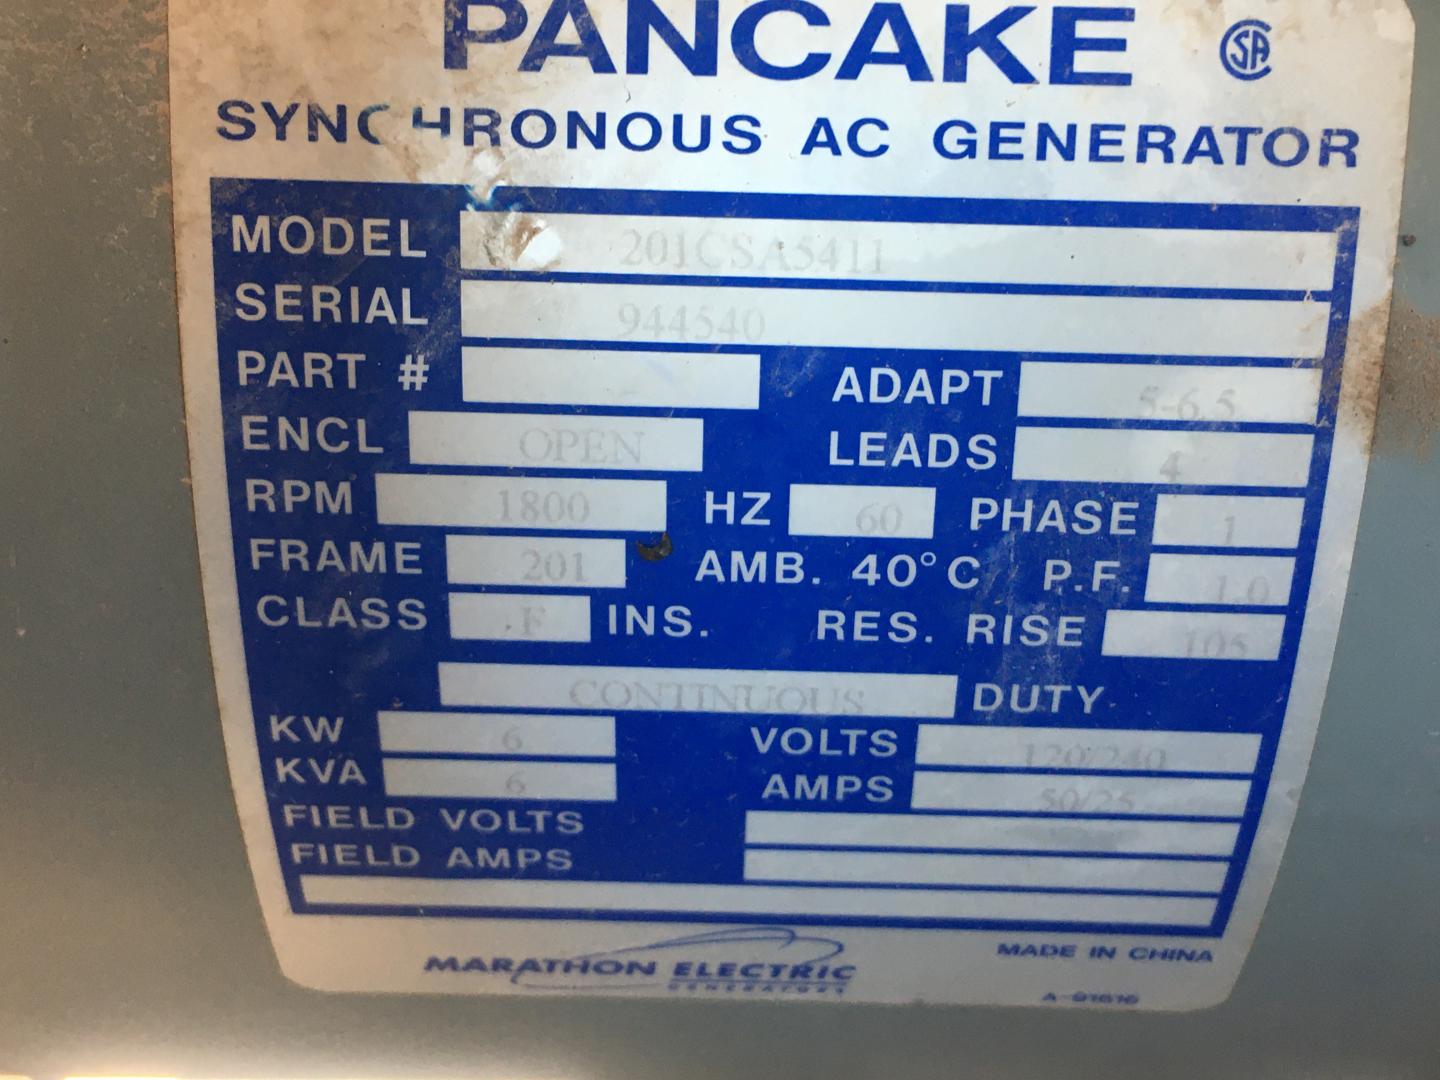 PANCAKE
SYNCHRONOUS AC GENERATOR
MODEL 201CSA5411
SERIAL 944540
PART # - ADAPT 5-6.5
ENCL OPEN LEADS 4
RPM 1800 HZ 60 PHASE 1
FRAME 201 AMB. 40°C P.F. 1.0
CLASS F INS. RES. RISE 105
CONTINUOUS DUTY
KW 6 VOLTS 120/240
KVA 6 AMPS 50/25
FIELD VOLTS
FIELD AMPS
MARATHON ELECTRIC MADE IN CHINA
GENERATORS A-91616